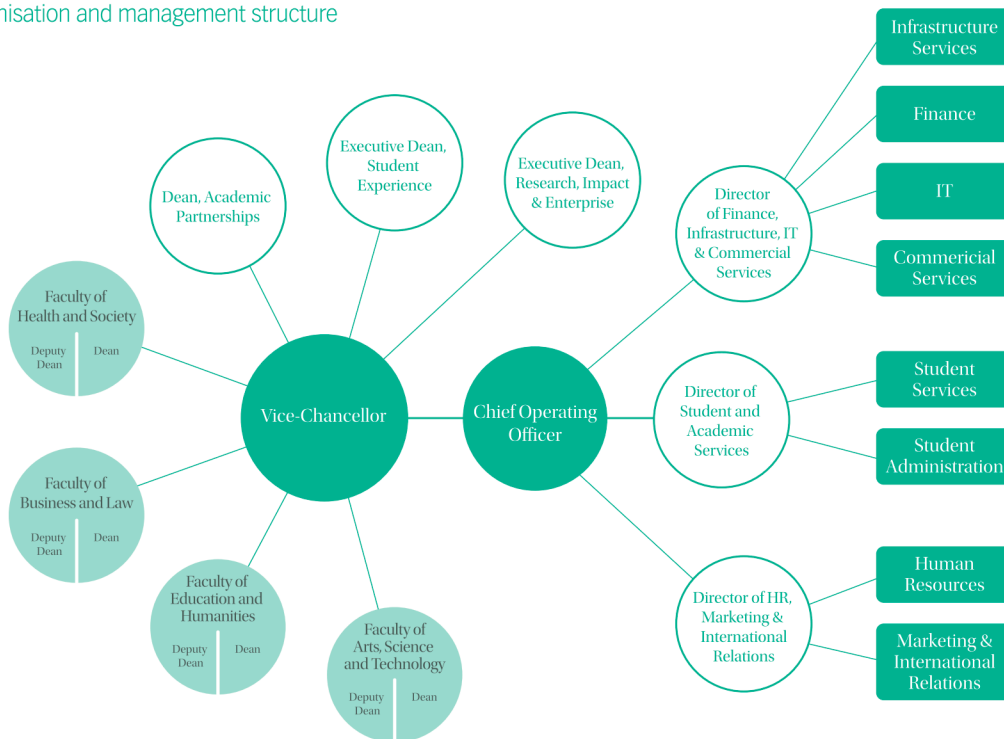 nisation and management structure
Infrastructure
Services
Finance
IT
Commericial
Services
Director
of Finance,
Infrastructure, IT
& Commercial
Services
Executive Dean,
Student
Experience
Executive Dean,
Research, Impact
& Enterprise
Dean, Academic
Partnerships
Faculty of
Health and Society
Deputy
Dean
Dean
Vice-Chancellor
Chief Operating
Officer
Director of
Student and
Academic
Services
Student
Services
Student
Administration
Faculty of
Business and Law
Deputy
Dean
Dean
Faculty of
Education and
Humanities
Deputy
Dean
Dean
Faculty of
Arts, Science
and Technology
Deputy
Dean
Dean
Director of HR,
Marketing &
International
Relations
Human
Resources
Marketing &
International
Relations